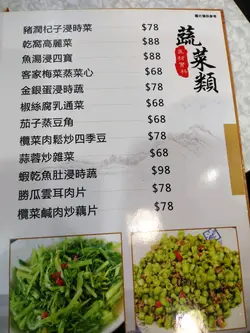 蔬菜類
豬潤杞子浸時菜 $78
乾窩高麗菜 $88
魚湯浸四寶 $88
客家梅菜蒸菜心 $68
金銀蛋浸時蔬 $78
椒絲腐乳通菜 $68
茄子蒸豆角 $68
欖菜肉鬆炒四季豆 $78
蒜蓉炒雜菜 $68
蝦乾魚肚浸時蔬 $98
勝瓜雲耳肉片 $78
欖菜鹹肉炒藕片 $78